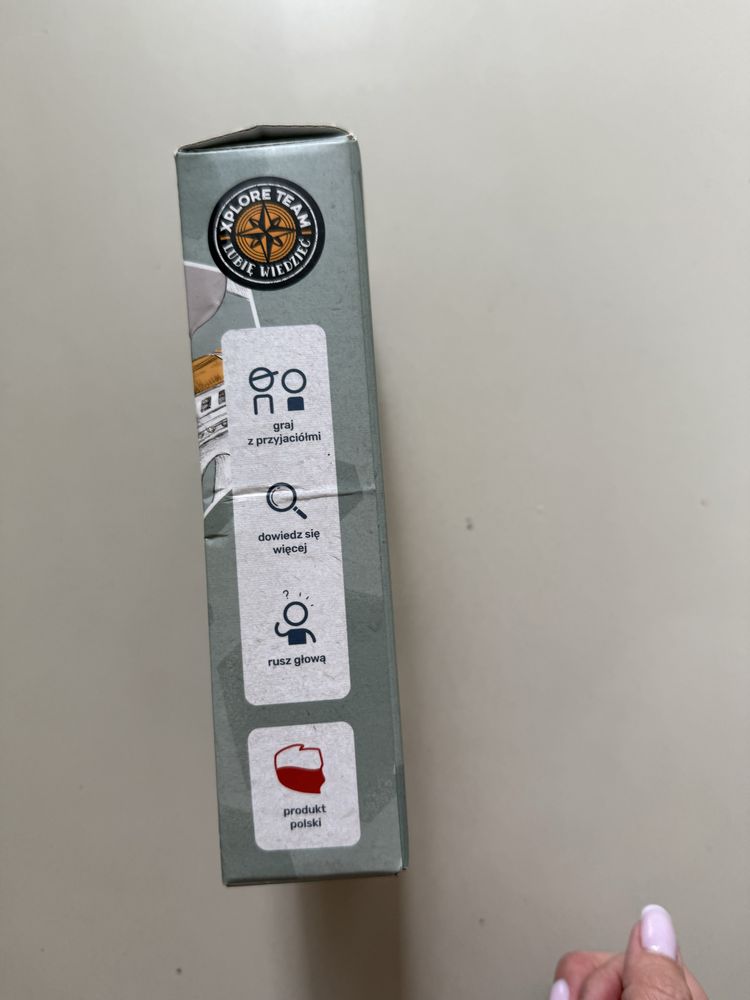 XPLORE TEAM
LUBIĘ WIEDZIEĆ
graj
z przyjaciółmi
dowiedz się
więcej
?
rusz głową
produkt
polski